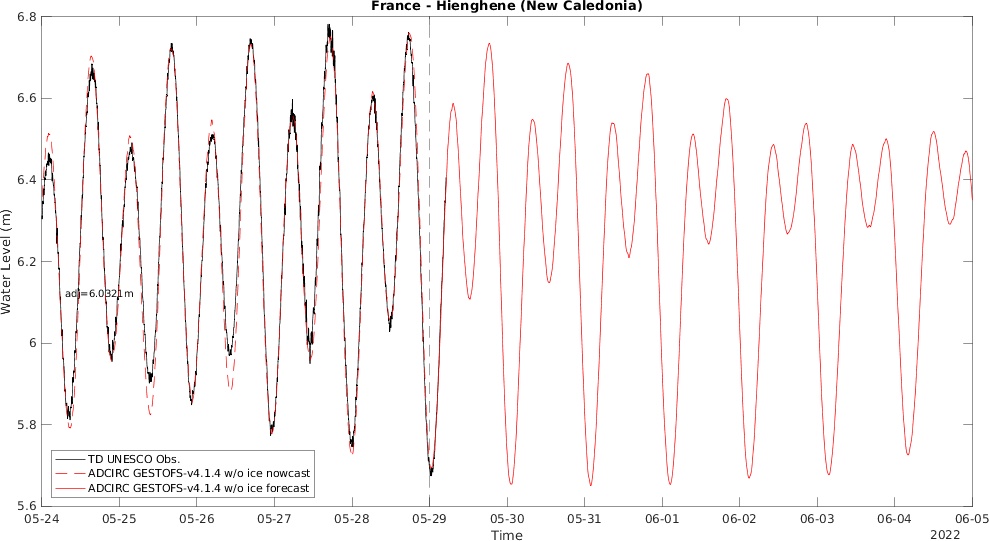 France - Hienghene (New Caledonia)
6.8
6.6
6.4
6.2
6
5.8
5.6
Water Level (m)
adj=6.0321m
TD UNESCO Obs.
ADCIRC GESTOFS-v4.1.4 w/o ice nowcast
ADCIRC GESTOFS-v4.1.4 w/o ice forecast
05-24 05-25 05-26 05-27 05-28 05-29 05-30 05-31 06-01 06-02 06-03 06-04 06-05
Time
2022